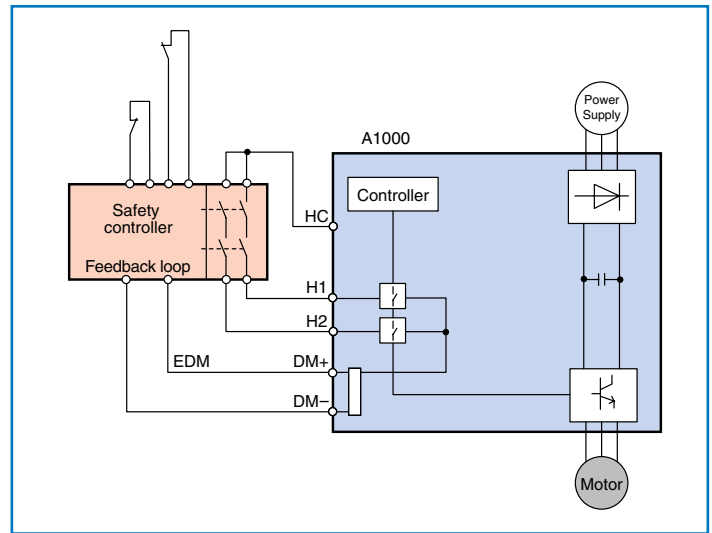 Power
Supply
A1000
Controller
Safety
controller
HC
Feedback loop
H1
H2
EDM
DM+
DM−
Motor